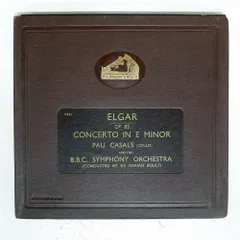 ELGAR
OP. 85
CONCERTO IN E MINOR
PAU CASALS (CELLO)
AND THE
B.B.C. SYMPHONY ORCHESTRA
(CONDUCTED BY SIR ADRIAN BOULT)